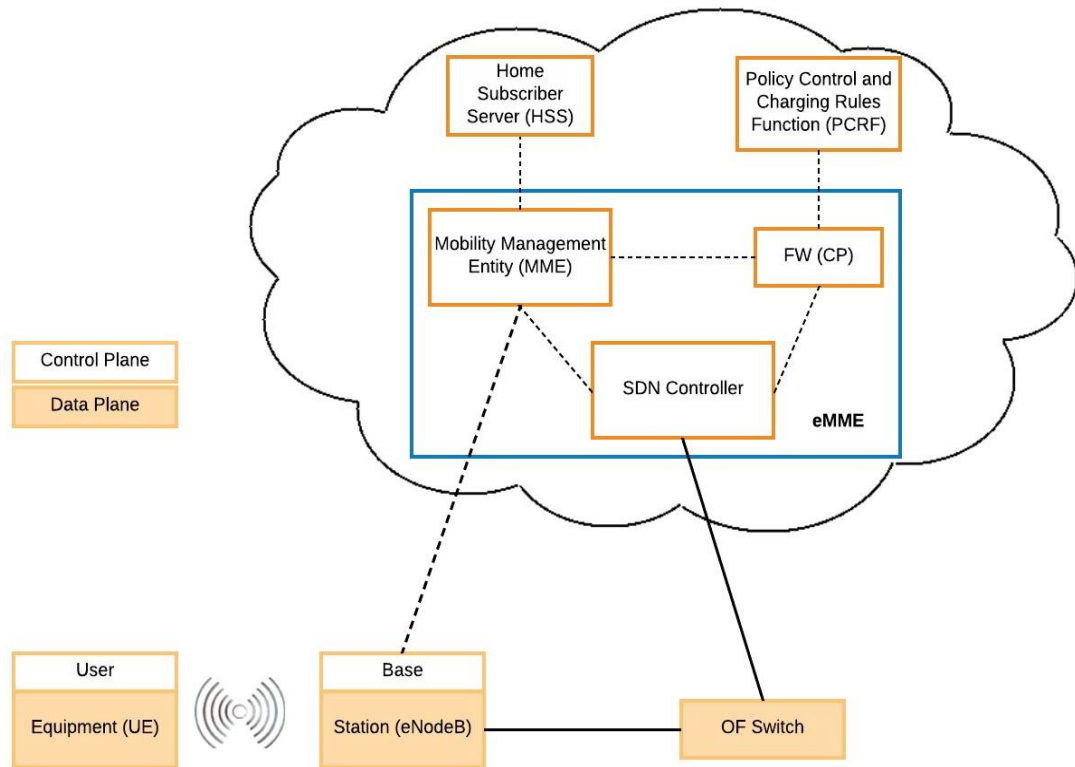 Home
Subscriber
Server (HSS)
Policy Control and
Charging Rules
Function (PCRF)
Mobility Management
Entity (MME)
FW (CP)
SDN Controller
eMME
Control Plane
Data Plane
User
Equipment (UE)
Base
Station (eNodeB)
OF Switch